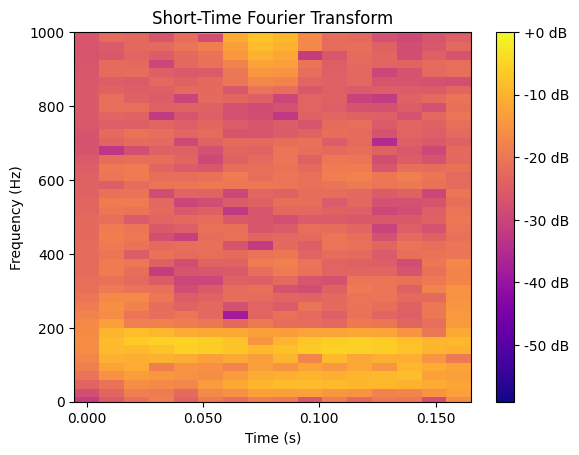 Short-Time Fourier Transform
Frequency (Hz)
1000
800
600
400
200
0
0.000
0.050
0.100
0.150
Time (s)
+0 dB
-10 dB
-20 dB
-30 dB
-40 dB
-50 dB